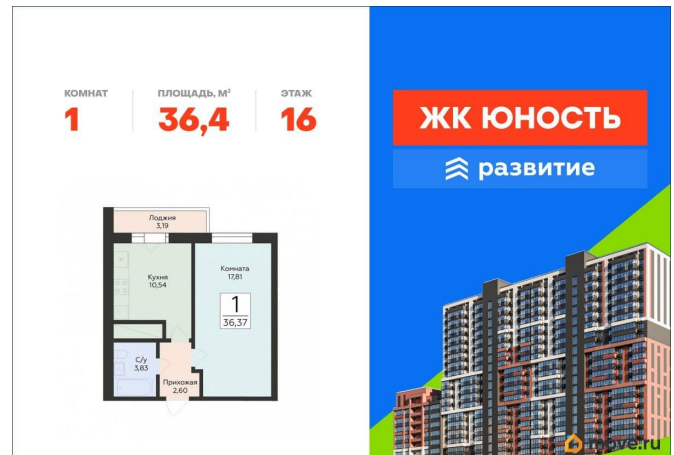 КОМНАТ
1
ПЛОЩАДЬ, М²
36,4
ЭТАЖ
16
ЖК ЮНОСТЬ
развитие
Лоджия
3,19
Кухня
10,54
Комната
17,81
1
36,37
С/у
3,83
Прихожая
2,60
move.ru